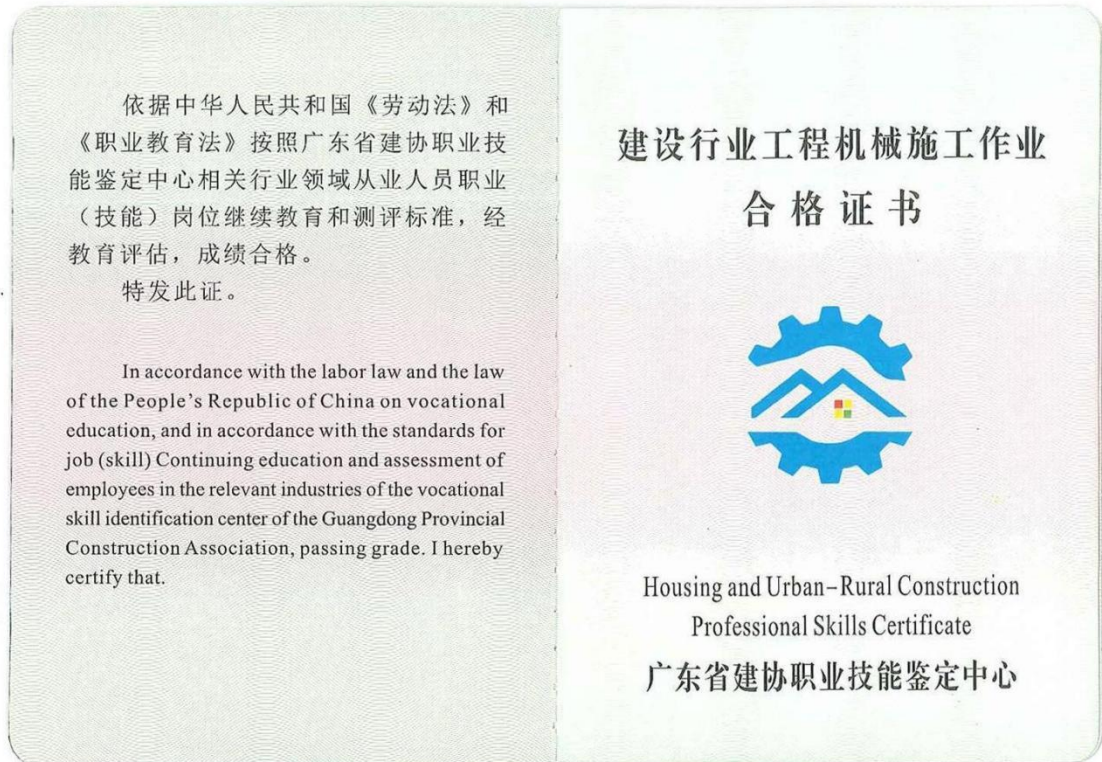 依据中华人民共和国《劳动法》和
《职业教育法》按照广东省建协职业技
能鉴定中心相关行业领域从业人员职业
（技能）岗位继续教育和测评标准，经
教育评估，成绩合格。
特发此证。
In accordance with the labor law and the law
of the People's Republic of China on vocational
education, and in accordance with the standards for
job (skill) Continuing education and assessment of
employees in the relevant industries of the vocational
skill identification center of the Guangdong Provincial
Construction Association, passing grade. I hereby
certify that.
建设行业工程机械施工作业
合格证书
Housing and Urban-Rural Construction
Professional Skills Certificate
广东省建协职业技能鉴定中心